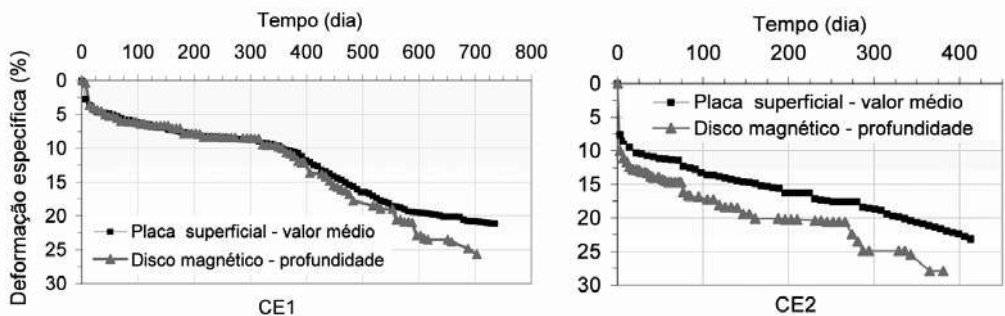 Tempo (dia)
0 100 200 300 400 500 600 700 800
Deformação específica (%)
0
5
10
15
20
25
30
Placa superficial - valor médio
Disco magnético - profundidade
CE1
Tempo (dia)
0 100 200 300 400
0
5
10
15
20
25
30
Placa superficial - valor médio
Disco magnético - profundidade
CE2